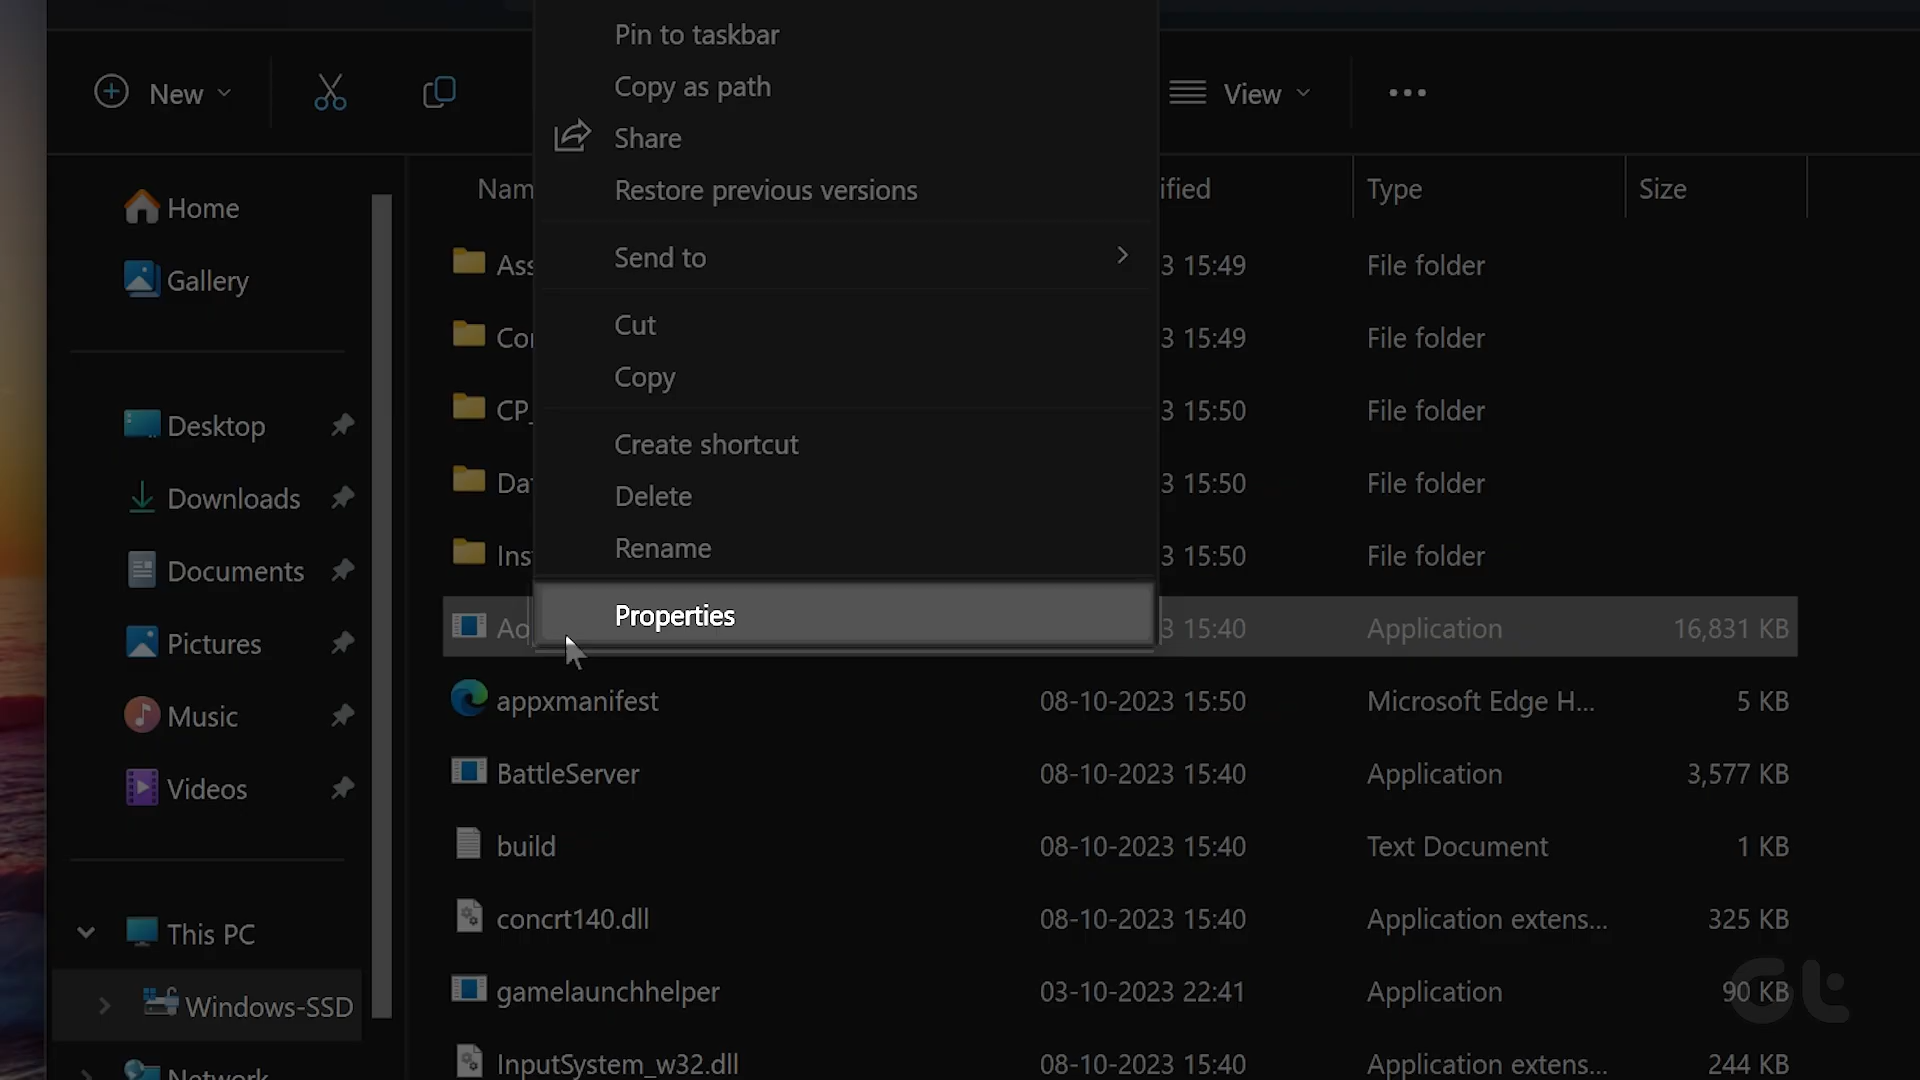 Pin to taskbar
Copy as path
Share
Restore previous versions
Send to
Cut
Copy
Create shortcut
Delete
Rename
Properties
New
View
Home
Gallery
Desktop
Downloads
Documents
Pictures
Music
Videos
This PC
Windows-SSD
Network
Nam ified Type Size
Ass 3 15:49 File folder
Co 3 15:49 File folder
CP_ 3 15:50 File folder
Da 3 15:50 File folder
Ins 3 15:50 File folder
Ao 3 15:40 Application 16,831 KB
appxmanifest 08-10-2023 15:50 Microsoft Edge H... 5 KB
BattleServer 08-10-2023 15:40 Application 3,577 KB
build 08-10-2023 15:40 Text Document 1 KB
concrt140.dll 08-10-2023 15:40 Application extens... 325 KB
gamelaunchhelper 03-10-2023 22:41 Application 90 KB
InputSystem_w32.dll 08-10-2023 15:40 Application extens... 244 KB
Gt